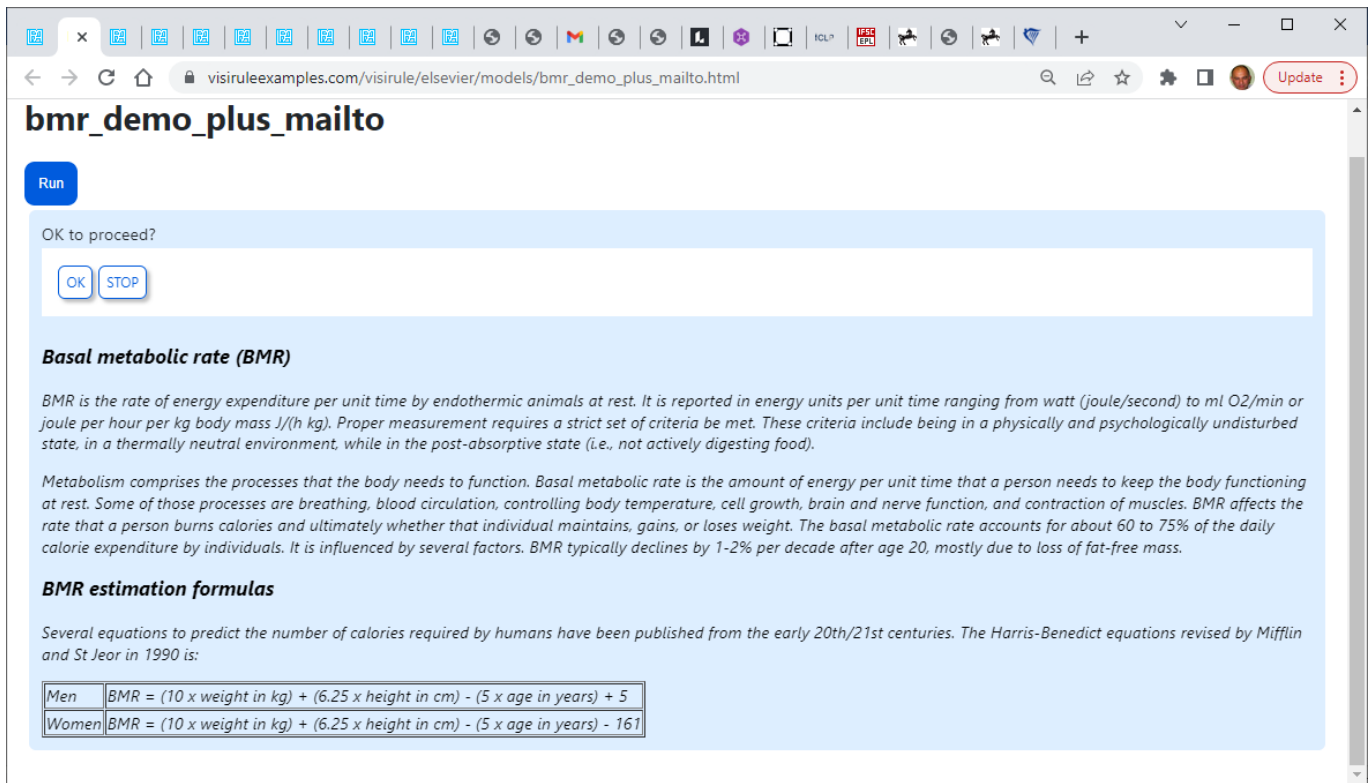 visiruleexamples.com/visirule/elsevier/models/bmr_demo_plus_mailto.html
Update
bmr_demo_plus_mailto
Run
OK to proceed?
OK STOP
Basal metabolic rate (BMR)
BMR is the rate of energy expenditure per unit time by endothermic animals at rest. It is reported in energy units per unit time ranging from watt (joule/second) to ml O2/min or
joule per hour per kg body mass J/(h kg). Proper measurement requires a strict set of criteria be met. These criteria include being in a physically and psychologically undisturbed
state, in a thermally neutral environment, while in the post-absorptive state (i.e., not actively digesting food).
Metabolism comprises the processes that the body needs to function. Basal metabolic rate is the amount of energy per unit time that a person needs to keep the body functioning
at rest. Some of those processes are breathing, blood circulation, controlling body temperature, cell growth, brain and nerve function, and contraction of muscles. BMR affects the
rate that a person burns calories and ultimately whether that individual maintains, gains, or loses weight. The basal metabolic rate accounts for about 60 to 75% of the daily
calorie expenditure by individuals. It is influenced by several factors. BMR typically declines by 1-2% per decade after age 20, mostly due to loss of fat-free mass.
BMR estimation formulas
Several equations to predict the number of calories required by humans have been published from the early 20th/21st centuries. The Harris-Benedict equations revised by Mifflin
and St Jeor in 1990 is:
Men BMR = (10 x weight in kg) + (6.25 x height in cm) - (5 x age in years) + 5
Women BMR = (10 x weight in kg) + (6.25 x height in cm) - (5 x age in years) - 161